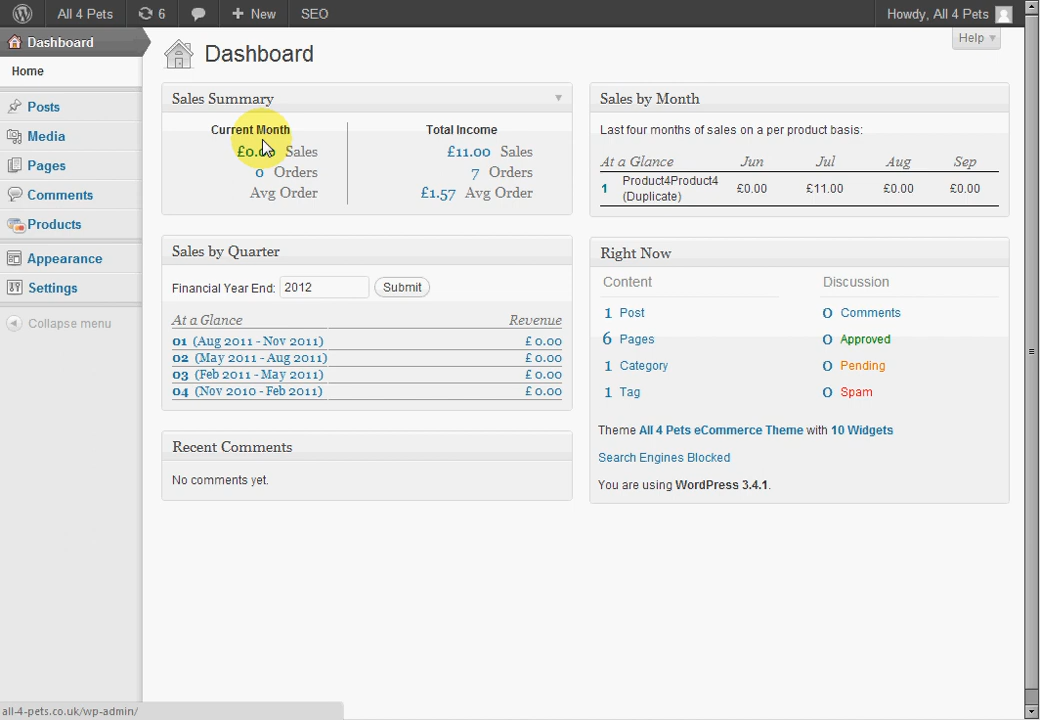 All 4 Pets 6 New SEO Howdy, All 4 Pets
Help
Dashboard
Home
Posts
Media
Pages
Comments
Products
Appearance
Settings
Collapse menu
Dashboard
Sales Summary
Current Month Total Income
Sales £11.00 Sales
0 Orders 7 Orders
Avg Order £1.57 Avg Order
Sales by Quarter
Financial Year End: 2012 Submit
At a Glance Revenue
01 (Aug 2011 - Nov 2011) £ 0.00
02 (May 2011 - Aug 2011) £ 0.00
03 (Feb 2011 - May 2011) £ 0.00
04 (Nov 2010 - Feb 2011) £ 0.00
Recent Comments
No comments yet.
Sales by Month
Last four months of sales on a per product basis:
At a Glance Jun Jul Aug Sep
1 Product4Product4 £0.00 £11.00 £0.00 £0.00
(Duplicate)
Right Now
Content Discussion
1 Post 0 Comments
6 Pages 0 Approved
1 Category 0 Pending
1 Tag 0 Spam
Theme All 4 Pets eCommerce Theme with 10 Widgets
Search Engines Blocked
You are using WordPress 3.4.1.
all-4-pets.co.uk/wp-admin/